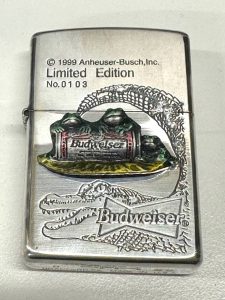 © 1999 Anheuser-Busch, Inc.
Limited Edition
No.0103
Budweiser
Budweiser